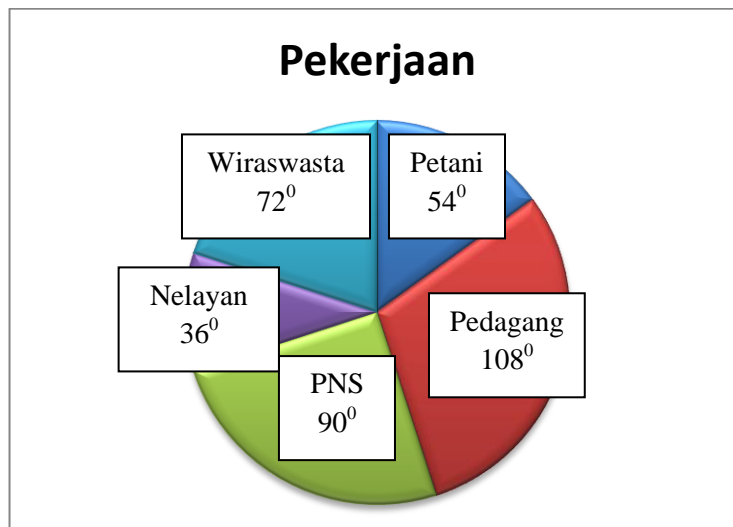 Pekerjaan
Wiraswasta
72⁰
Petani
54⁰
Nelayan
36⁰
Pedagang
108⁰
PNS
90⁰